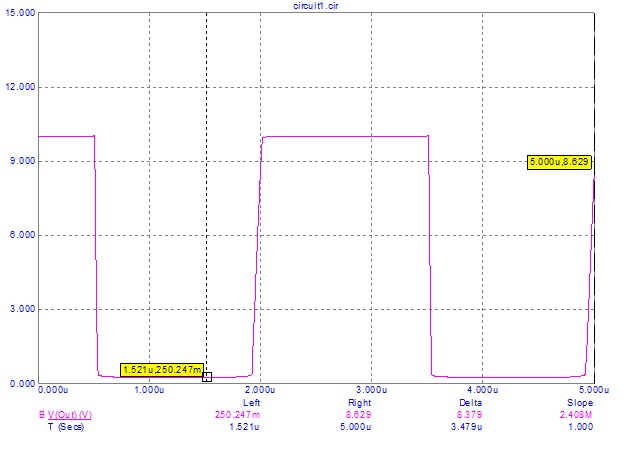 circuit1.cir
15.000
12.000
9.000
5.000u,8.629
6.000
3.000
1.521u,250.247m
0.000
0.000u 1.000u 2.000u 3.000u 4.000u 5.000u
Left Right Delta Slope
B V(Out) (V) 250.247m 8.629 8.379 2.408M
T (Secs) 1.521u 5.000u 3.479u 1.000